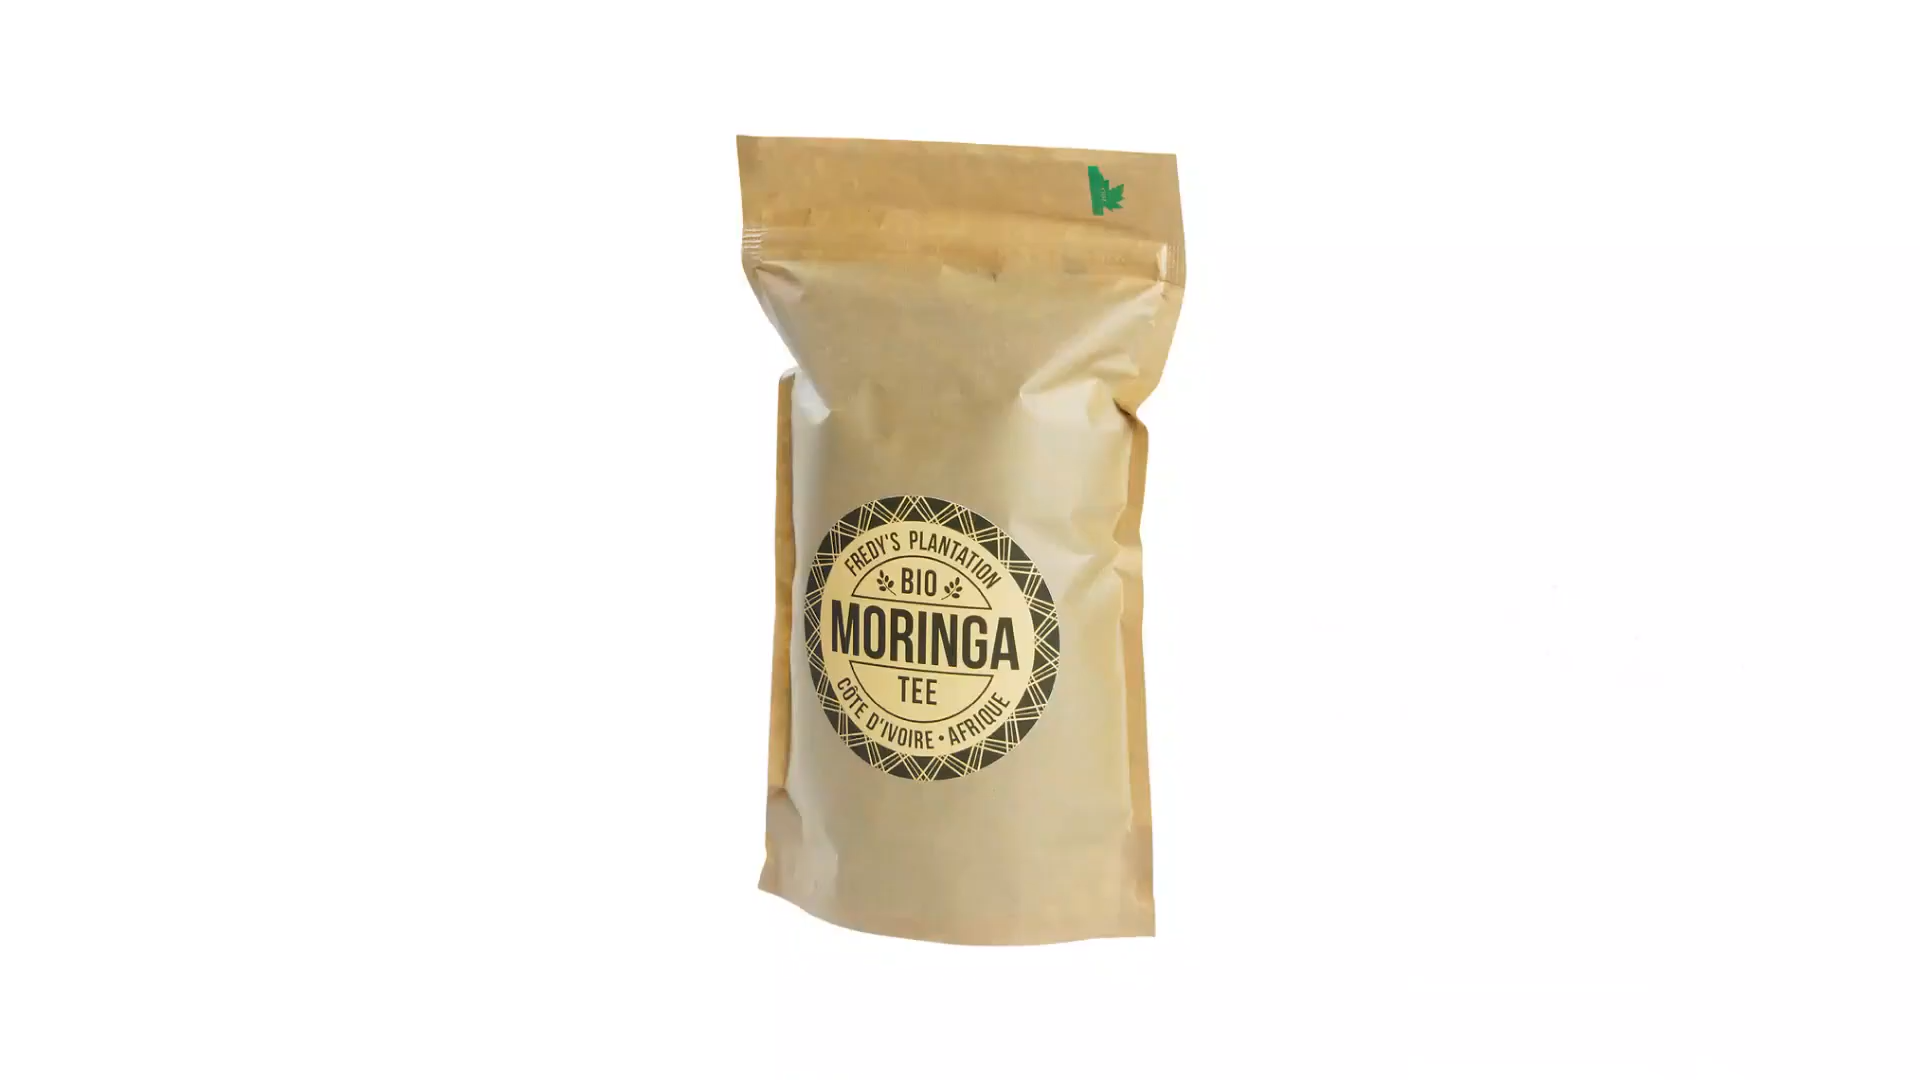 FREDY'S PLANTATION
BIO
MORINGA
TEE
CÔTE D'IVOIRE • AFRIQUE